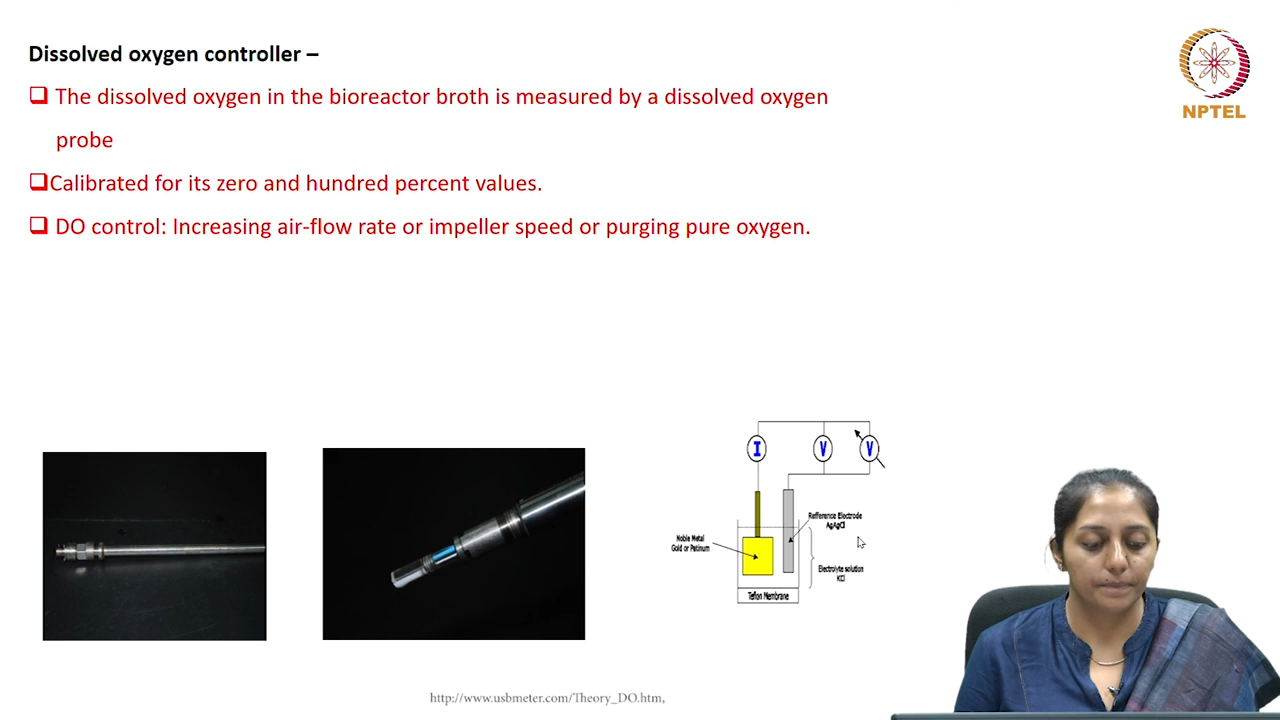 Dissolved oxygen controller –
❑ The dissolved oxygen in the bioreactor broth is measured by a dissolved oxygen
probe
❑Calibrated for its zero and hundred percent values.
❑ DO control: Increasing air-flow rate or impeller speed or purging pure oxygen.
NPTEL
I
V
V
Refference Electrode
AgAgCl
Noble Metal
Gold or Patinum
Electrolyte solution
KCl
Teflon Membrane
http://www.usbmeter.com/Theory_DO.htm,